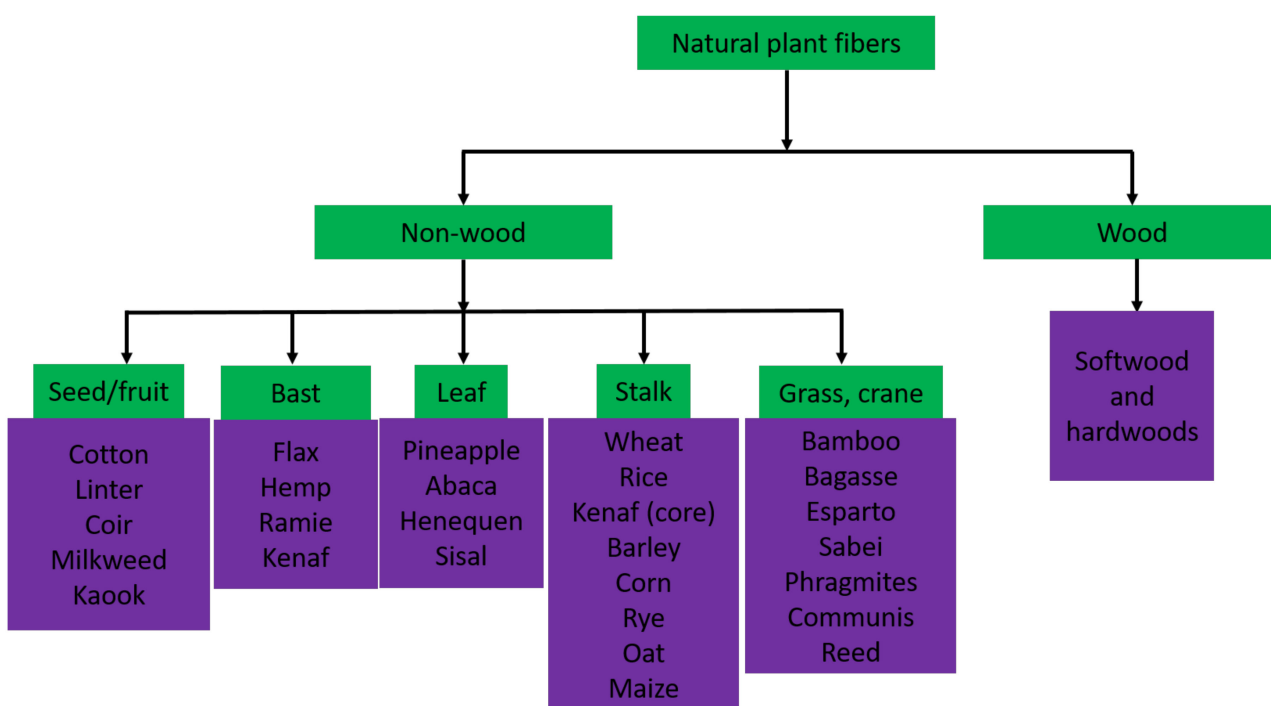 Natural plant fibers
Non-wood
Wood
Seed/fruit
Cotton
Linter
Coir
Milkweed
Kaook
Bast
Flax
Hemp
Ramie
Kenaf
Leaf
Pineapple
Abaca
Henequen
Sisal
Stalk
Wheat
Rice
Kenaf (core)
Barley
Corn
Rye
Oat
Maize
Grass, crane
Bamboo
Bagasse
Esparto
Sabei
Phragmites
Communis
Reed
Softwood
and
hardwoods